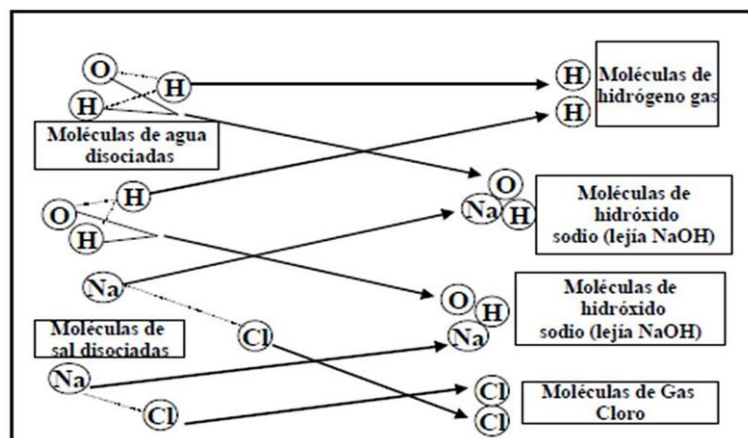 O
H
H
Moléculas de agua
disociadas
O
H
H
Na
Cl
Moléculas de
sal disociadas
Na
Cl
H
H
Moléculas de
hidrógeno gas
O
Na
H
Moléculas de
hidróxido
sodio (lejía NaOH)
O
H
Na
Moléculas de
hidróxido
sodio (lejía NaOH)
Cl
Cl
Moléculas de Gas
Cloro